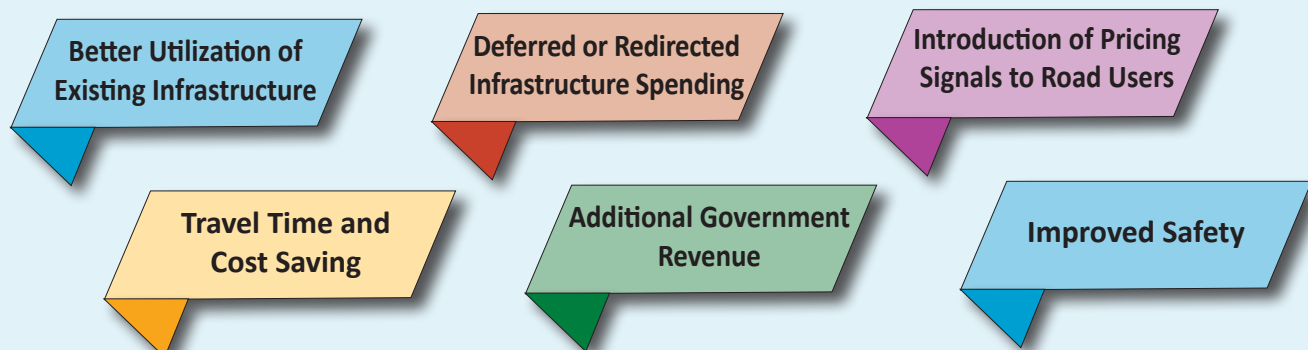 Better Utilization of
Existing Infrastructure
Deferred or Redirected
Infrastructure Spending
Introduction of Pricing
Signals to Road Users
Travel Time and
Cost Saving
Additional Government
Revenue
Improved Safety